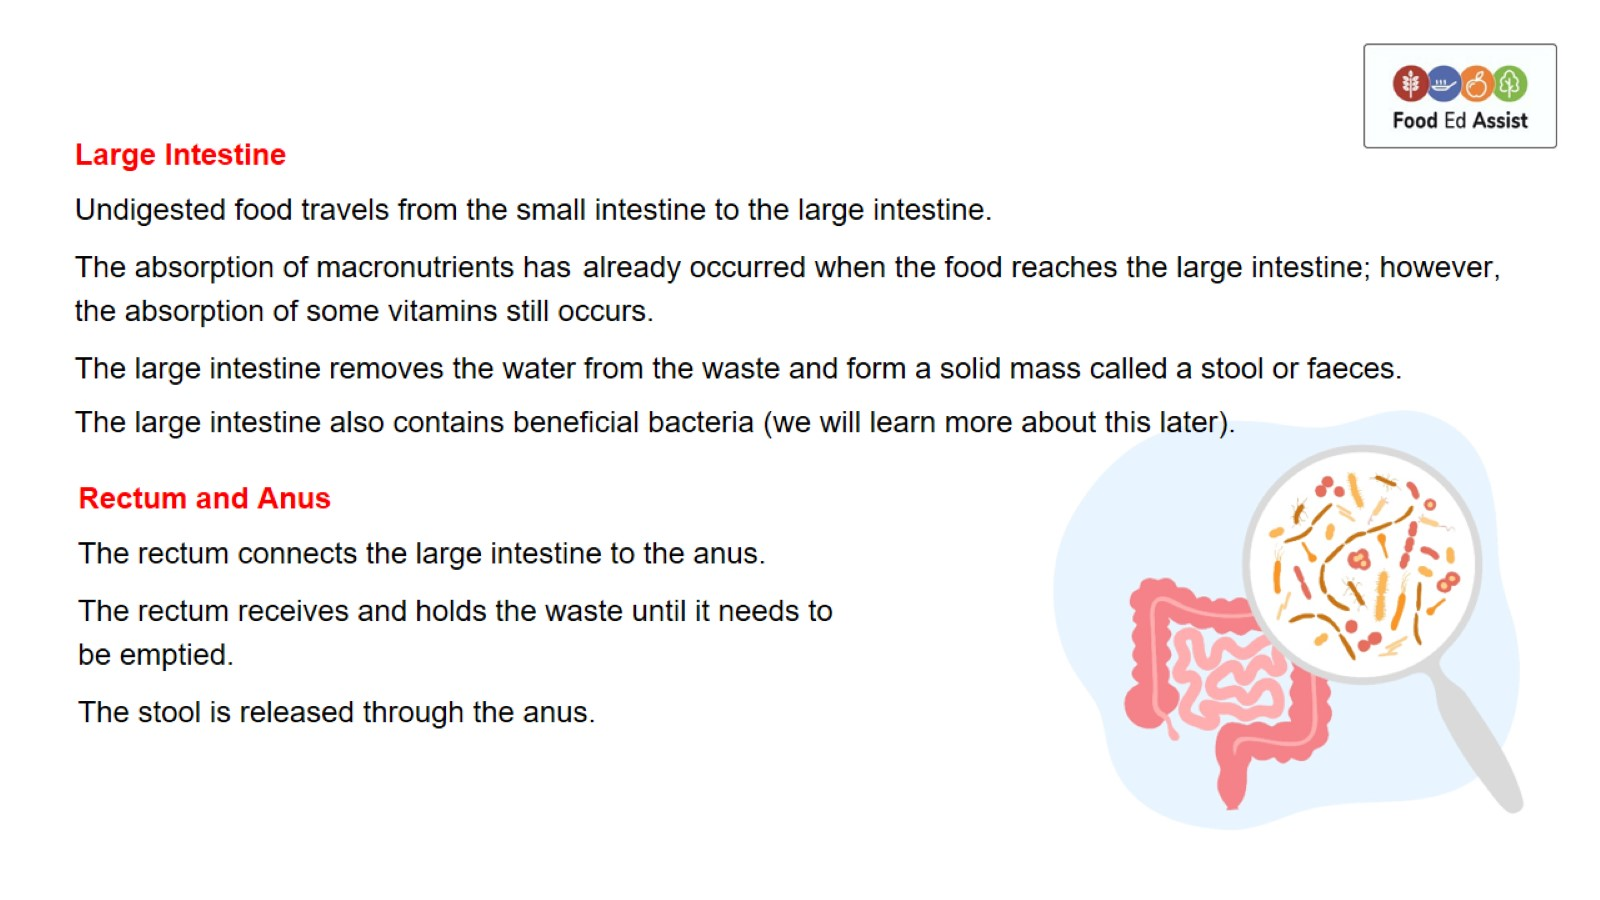 Food Ed Assist
Large Intestine
Undigested food travels from the small intestine to the large intestine.
The absorption of macronutrients has already occurred when the food reaches the large intestine; however,
the absorption of some vitamins still occurs.
The large intestine removes the water from the waste and form a solid mass called a stool or faeces.
The large intestine also contains beneficial bacteria (we will learn more about this later).
Rectum and Anus
The rectum connects the large intestine to the anus.
The rectum receives and holds the waste until it needs to
be emptied.
The stool is released through the anus.